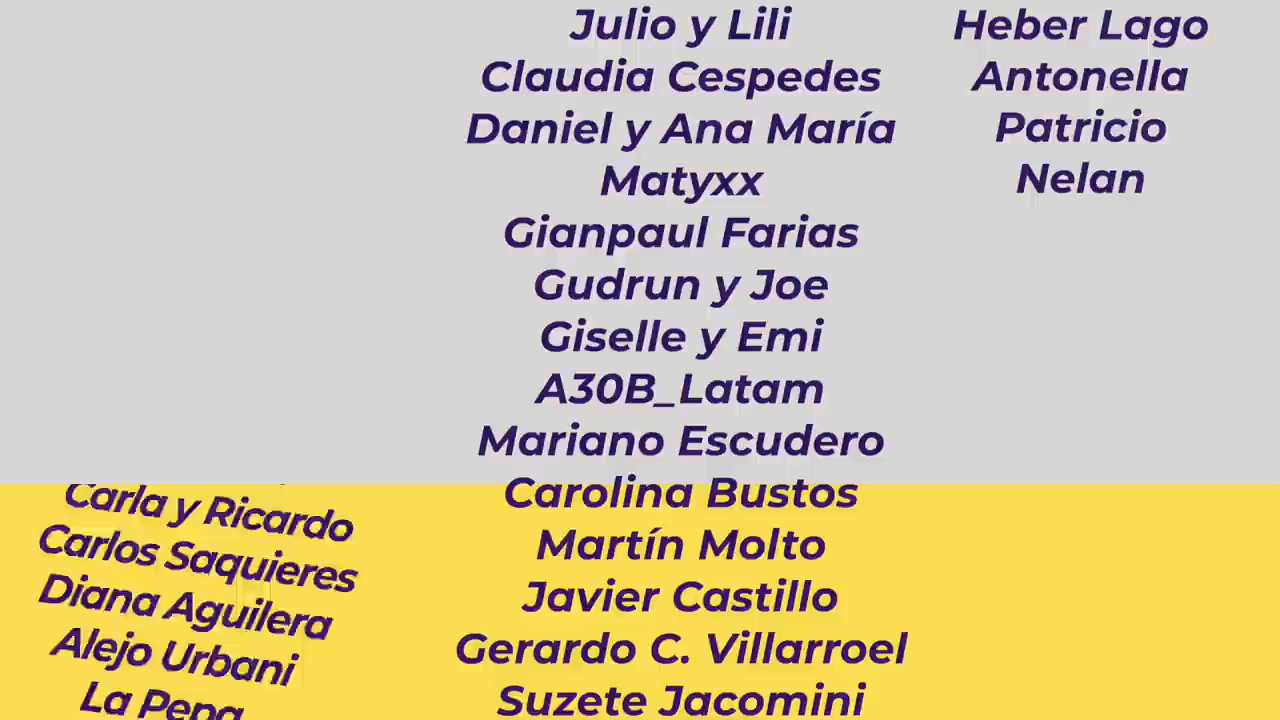 Julio y Lili
Claudia Cespedes
Daniel y Ana María
Matyxx
Gianpaul Farias
Gudrun y Joe
Giselle y Emi
A30B_Latam
Mariano Escudero
Carolina Bustos
Martín Molto
Javier Castillo
Gerardo C. Villarroel
Suzete Jacomini
Heber Lago
Antonella
Patricio
Nelan
Carla y Ricardo
Carlos Saquieres
Diana Aguilera
Alejo Urbani
La Pepa